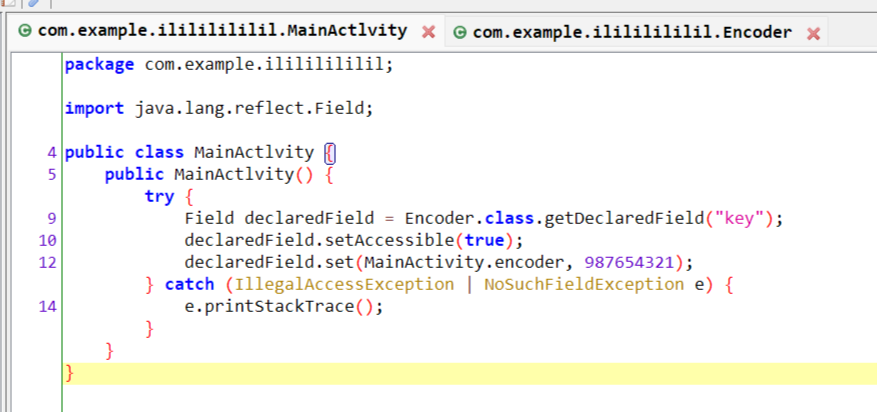 com.example.ilililililil.MainActlvity com.example.ilililililil.Encoder
package com.example.ilililililil;
import java.lang.reflect.Field;
4 public class MainActlvity {
5 public MainActlvity() {
try {
9 Field declaredField = Encoder.class.getDeclaredField("key");
10 declaredField.setAccessible(true);
12 declaredField.set(MainActivity.encoder, 987654321);
} catch (IllegalAccessException | NoSuchFieldException e) {
14 e.printStackTrace();
}
}
}